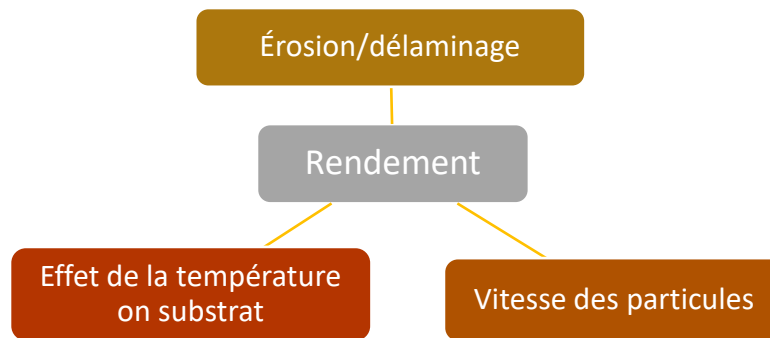 Érosion/délaminage
Rendement
Effet de la température
on substrat
Vitesse des particules